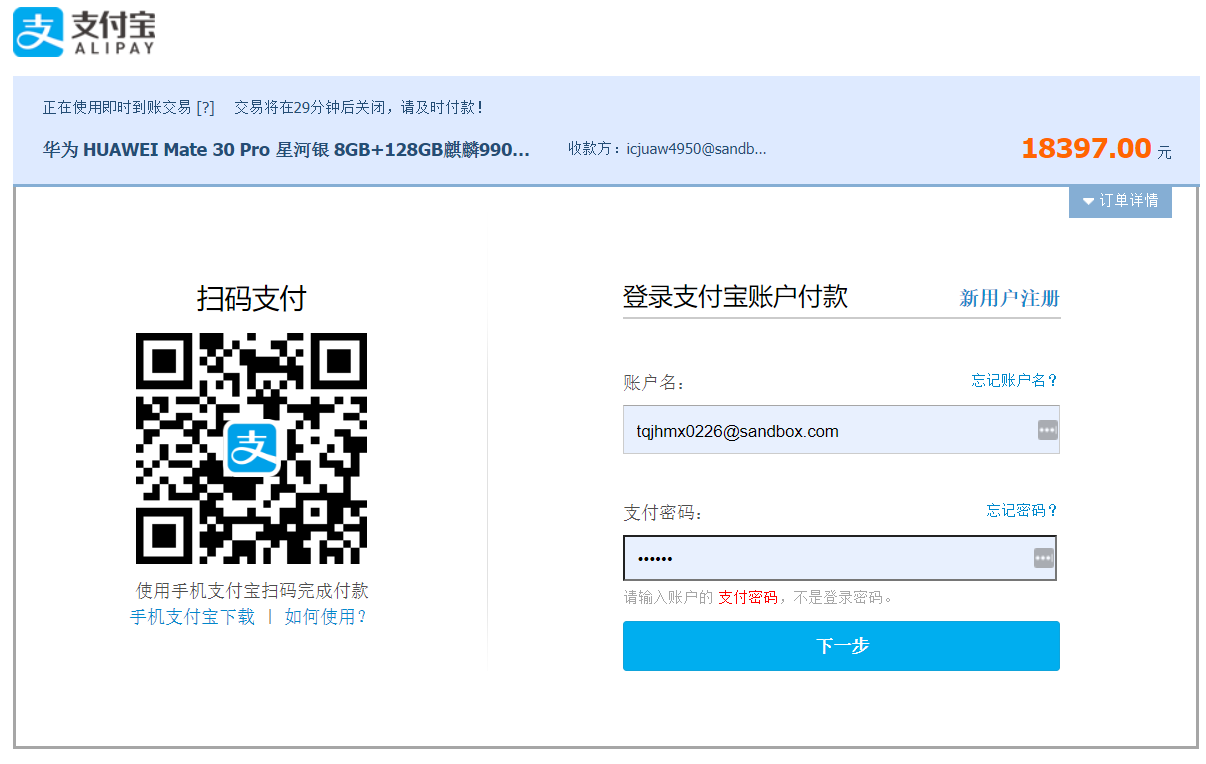 支付宝
ALIPAY
正在使用即时到账交易 [?] 交易将在29分钟后关闭，请及时付款！
华为 HUAWEI Mate 30 Pro 星河银 8GB+128GB麒麟990... 收款方：icjuaw4950@sandb... 18397.00 元
订单详情
扫码支付
支
使用手机支付宝扫码完成付款
手机支付宝下载 | 如何使用？
登录支付宝账户付款 新用户注册
账户名： 忘记账户名？
tqjhmx0226@sandbox.com
支付密码： 忘记密码？
••••••
请输入账户的 支付密码，不是登录密码。
下一步